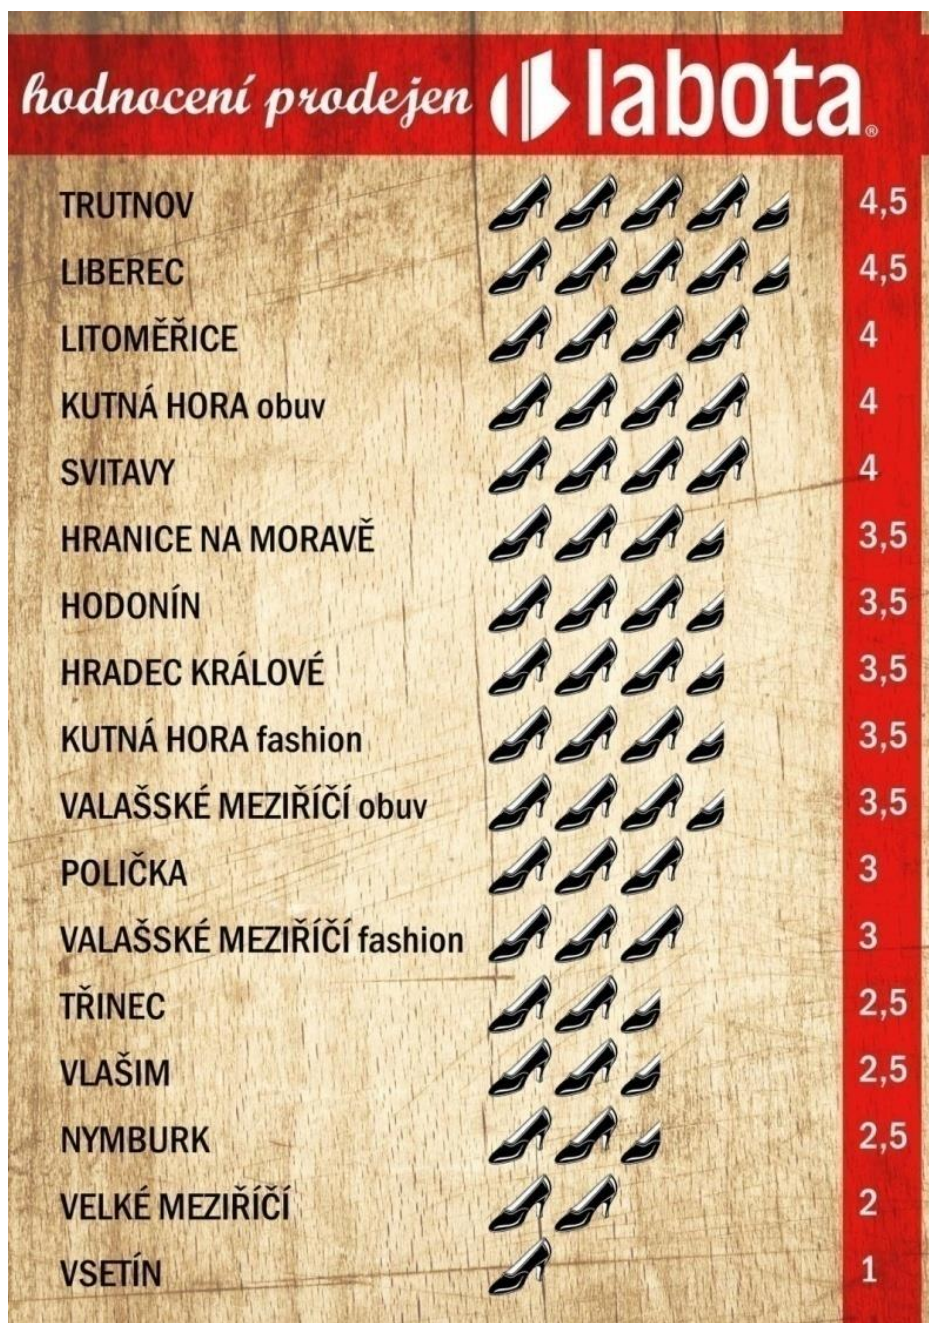 hodnocení prodejen labota®
TRUTNOV 4,5
LIBEREC 4,5
LITOMĚŘICE 4
KUTNÁ HORA obuv 4
SVITAVY 4
HRANICE NA MORAVĚ 3,5
HODONÍN 3,5
HRADEC KRÁLOVÉ 3,5
KUTNÁ HORA fashion 3,5
VALAŠSKÉ MEZIŘÍČÍ obuv 3,5
POLIČKA 3
VALAŠSKÉ MEZIŘÍČÍ fashion 3
TŘINEC 2,5
VLAŠIM 2,5
NYMBURK 2,5
VELKÉ MEZIŘÍČÍ 2
VSETÍN 1